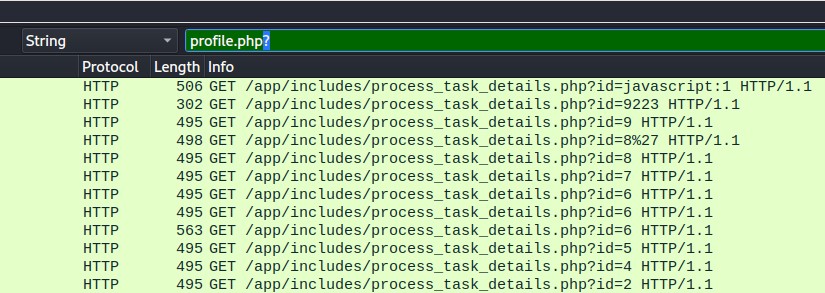 String profile.php?
Protocol Length Info
HTTP 506 GET /app/includes/process_task_details.php?id=javascript:1 HTTP/1.1
HTTP 302 GET /app/includes/process_task_details.php?id=9223 HTTP/1.1
HTTP 495 GET /app/includes/process_task_details.php?id=9 HTTP/1.1
HTTP 498 GET /app/includes/process_task_details.php?id=8%27 HTTP/1.1
HTTP 495 GET /app/includes/process_task_details.php?id=8 HTTP/1.1
HTTP 495 GET /app/includes/process_task_details.php?id=7 HTTP/1.1
HTTP 495 GET /app/includes/process_task_details.php?id=6 HTTP/1.1
HTTP 495 GET /app/includes/process_task_details.php?id=6 HTTP/1.1
HTTP 563 GET /app/includes/process_task_details.php?id=6 HTTP/1.1
HTTP 495 GET /app/includes/process_task_details.php?id=5 HTTP/1.1
HTTP 495 GET /app/includes/process_task_details.php?id=4 HTTP/1.1
HTTP 495 GET /app/includes/process_task_details.php?id=2 HTTP/1.1